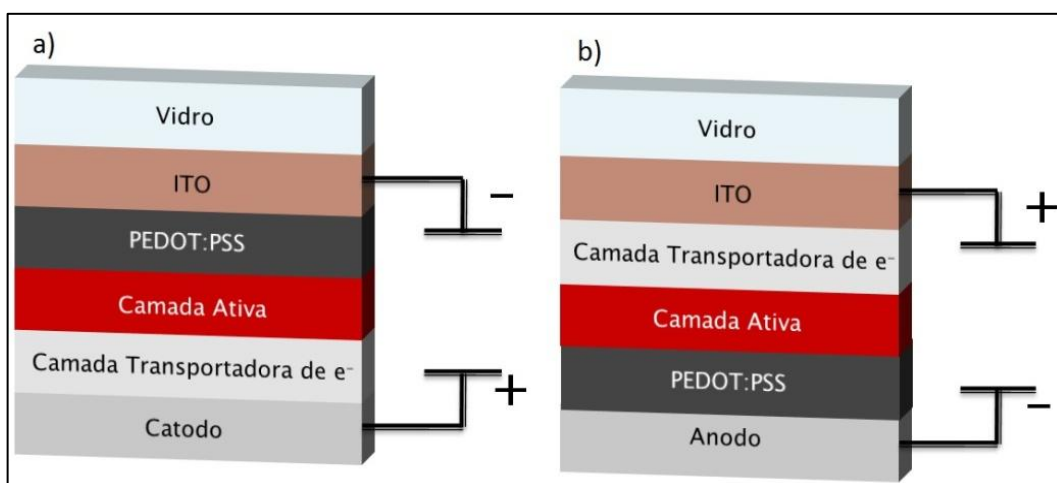 a)
Vidro
ITO
-
PEDOT:PSS
Camada Ativa
Camada Transportadora de e⁻
+
Catodo
b)
Vidro
ITO
+
Camada Transportadora de e⁻
Camada Ativa
PEDOT:PSS
-
Anodo